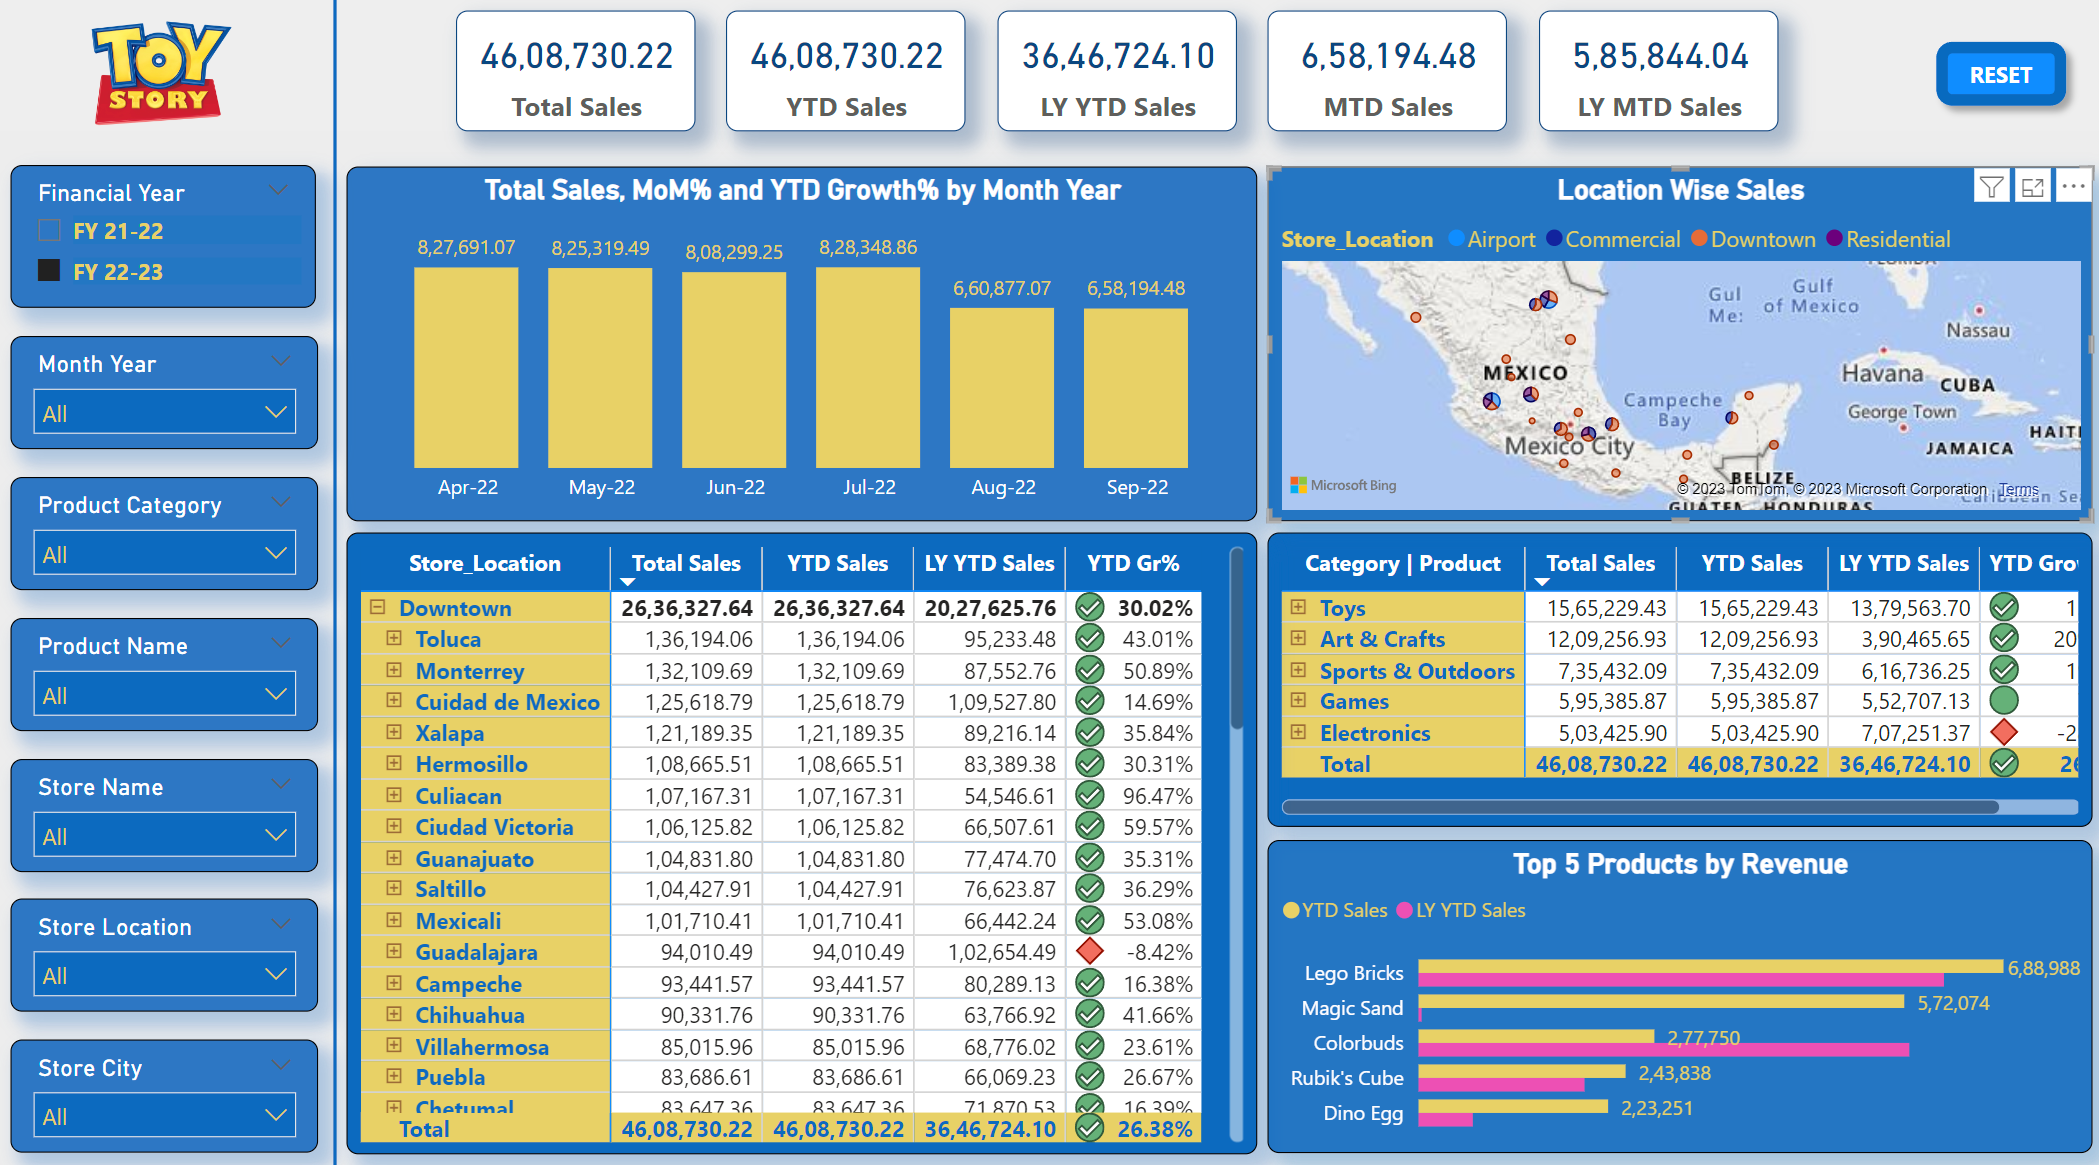 TOY
STORY
46,08,730.22
Total Sales
46,08,730.22
YTD Sales
36,46,724.10
LY YTD Sales
6,58,194.48
MTD Sales
5,85,844.04
LY MTD Sales
RESET
Financial Year
FY 21-22
FY 22-23
Month Year
All
Product Category
All
Product Name
All
Store Name
All
Store Location
All
Store City
All
Total Sales, MoM% and YTD Growth% by Month Year
8,27,691.07 8,25,319.49 8,08,299.25 8,28,348.86 6,60,877.07 6,58,194.48
Apr-22 May-22 Jun-22 Jul-22 Aug-22 Sep-22
Location Wise Sales
Store_Location Airport Commercial Downtown Residential
Gulf
of Mexico
Gul
Me:
Nassau
MEXICO
Havana
CUBA
Campeche
Bay
George Town
HAITI
Mexico City
JAMAICA
BELIZE
Microsoft Bing
© 2023 TomTom, © 2023 Microsoft Corporation Terms
Caribbean Se
HONDURAS
Store_Location Total Sales YTD Sales LY YTD Sales YTD Gr%
Downtown 26,36,327.64 26,36,327.64 20,27,625.76 30.02%
Toluca 1,36,194.06 1,36,194.06 95,233.48 43.01%
Monterrey 1,32,109.69 1,32,109.69 87,552.76 50.89%
Cuidad de Mexico 1,25,618.79 1,25,618.79 1,09,527.80 14.69%
Xalapa 1,21,189.35 1,21,189.35 89,216.14 35.84%
Hermosillo 1,08,665.51 1,08,665.51 83,389.38 30.31%
Culiacan 1,07,167.31 1,07,167.31 54,546.61 96.47%
Ciudad Victoria 1,06,125.82 1,06,125.82 66,507.61 59.57%
Guanajuato 1,04,831.80 1,04,831.80 77,474.70 35.31%
Saltillo 1,04,427.91 1,04,427.91 76,623.87 36.29%
Mexicali 1,01,710.41 1,01,710.41 66,442.24 53.08%
Guadalajara 94,010.49 94,010.49 1,02,654.49 -8.42%
Campeche 93,441.57 93,441.57 80,289.13 16.38%
Chihuahua 90,331.76 90,331.76 63,766.92 41.66%
Villahermosa 85,015.96 85,015.96 68,776.02 23.61%
Puebla 83,686.61 83,686.61 66,069.23 26.67%
Chetumal 83,647.36 83,647.36 71,870.53 16.39%
Total 46,08,730.22 46,08,730.22 36,46,724.10 26.38%
Category | Product Total Sales YTD Sales LY YTD Sales YTD Gro
Toys 15,65,229.43 15,65,229.43 13,79,563.70 1
Art & Crafts 12,09,256.93 12,09,256.93 3,90,465.65 20
Sports & Outdoors 7,35,432.09 7,35,432.09 6,16,736.25 1
Games 5,95,385.87 5,95,385.87 5,52,707.13
Electronics 5,03,425.90 5,03,425.90 7,07,251.37 -2
Total 46,08,730.22 46,08,730.22 36,46,724.10 26
Top 5 Products by Revenue
YTD Sales LY YTD Sales
Lego Bricks 6,88,988
Magic Sand 5,72,074
Colorbuds 2,77,750
Rubik's Cube 2,43,838
Dino Egg 2,23,251